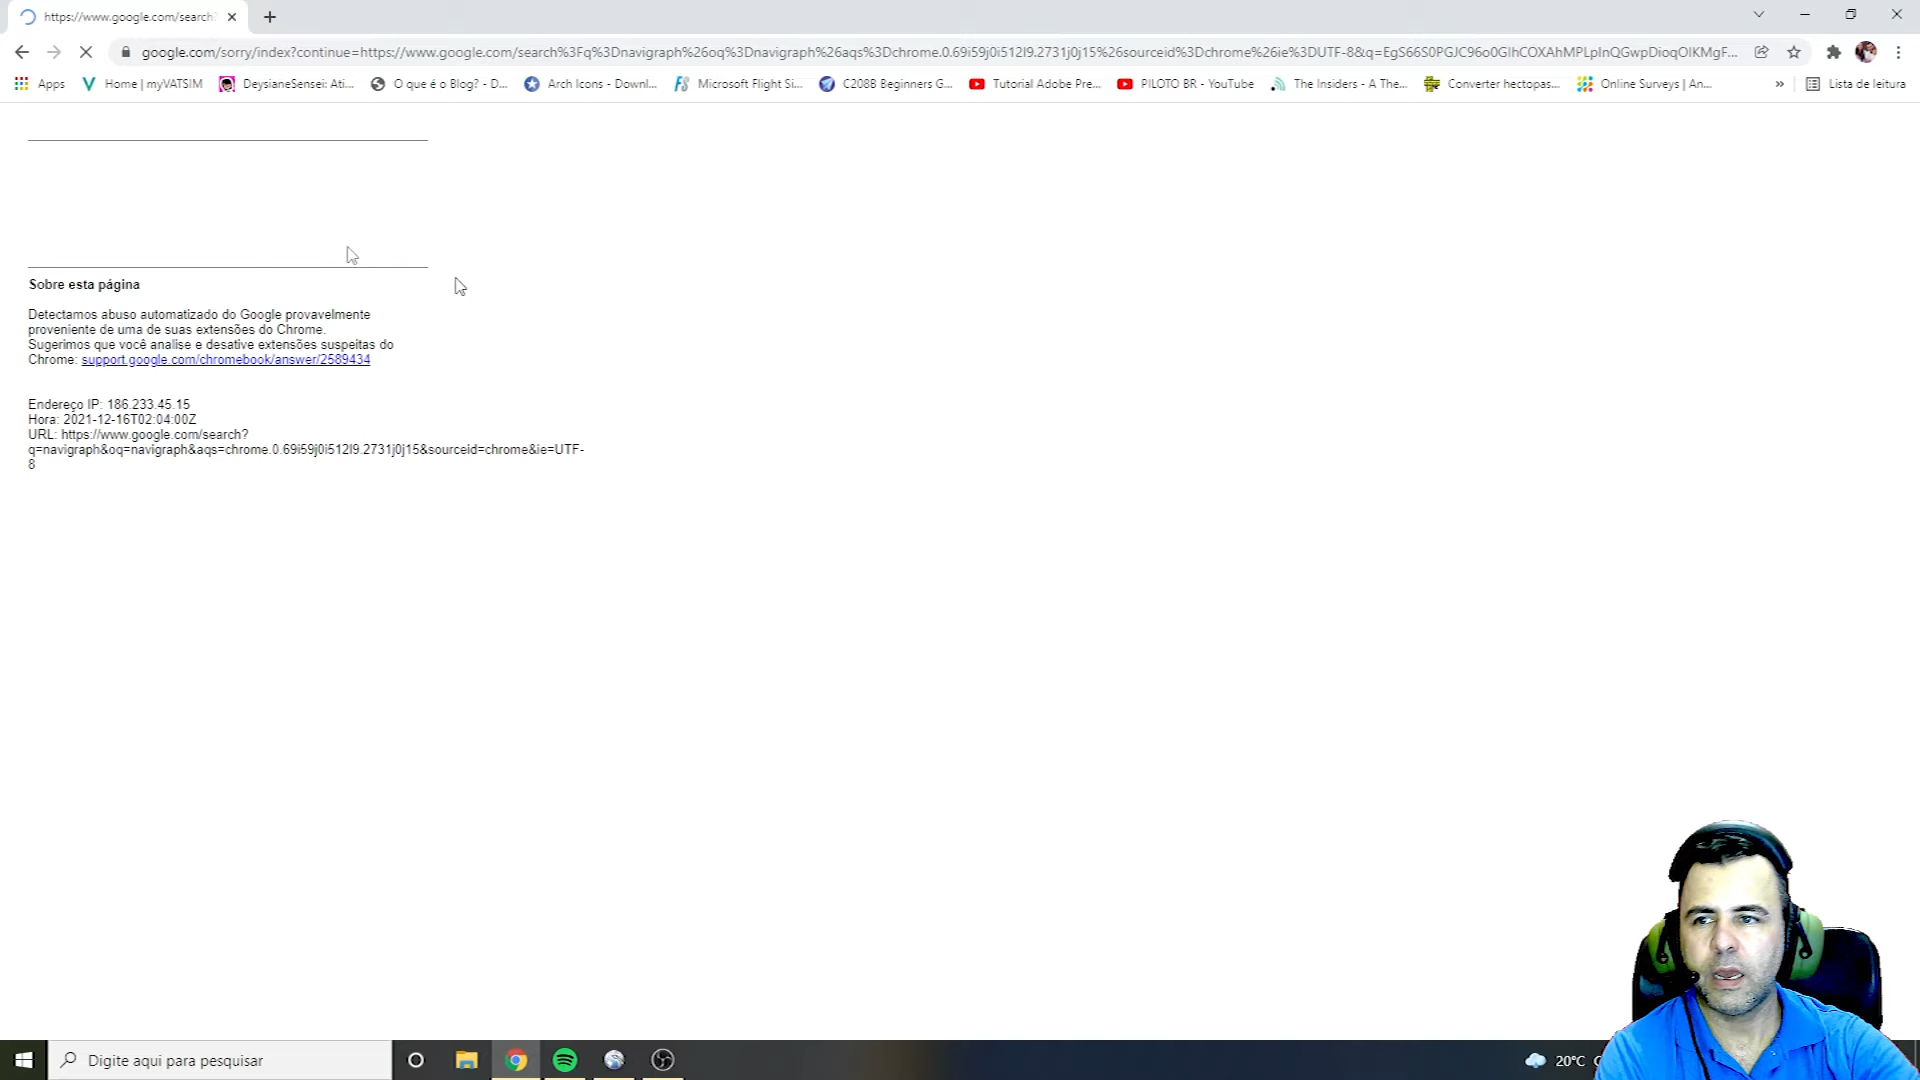 https://www.google.com/search?
google.com/sorry/index?continue=https://www.google.com/search%3Fq%3Dnavigraph%26oq%3Dnavigraph%26aqs%3Dchrome.0.69i59j0i512l9.2731j0j15%26sourceid%3Dchrome%26ie%3DUTF-8&q=
Apps
Home | myVATSIM
DeysianeSensei: Ati...
O que é o Blog? - D...
Arch Icons - Downl...
Microsoft Flight Si...
C208B Beginners G...
Tutorial Adobe Pre...
PILOTO BR - YouTube
The Insiders - A The...
Converter hectopas...
Online Surveys | An...
»
Lista de leitura
Sobre esta página
Detectamos abuso automatizado do Google provavelmente
proveniente de uma de suas extensões do Chrome.
Sugerimos que você analise e desative extensões suspeitas do
Chrome: support.google.com/chromebook/answer/2589434
Endereço IP: 186.233.45.15
Hora: 2021-12-16T02:04:00Z
URL: https://www.google.com/search?
q=navigraph&oq=navigraph&aqs=chrome.0.69i59j0i512l9.2731j0j15&sourceid=chrome&ie=UTF-
8
Digite aqui para pesquisar
20°C